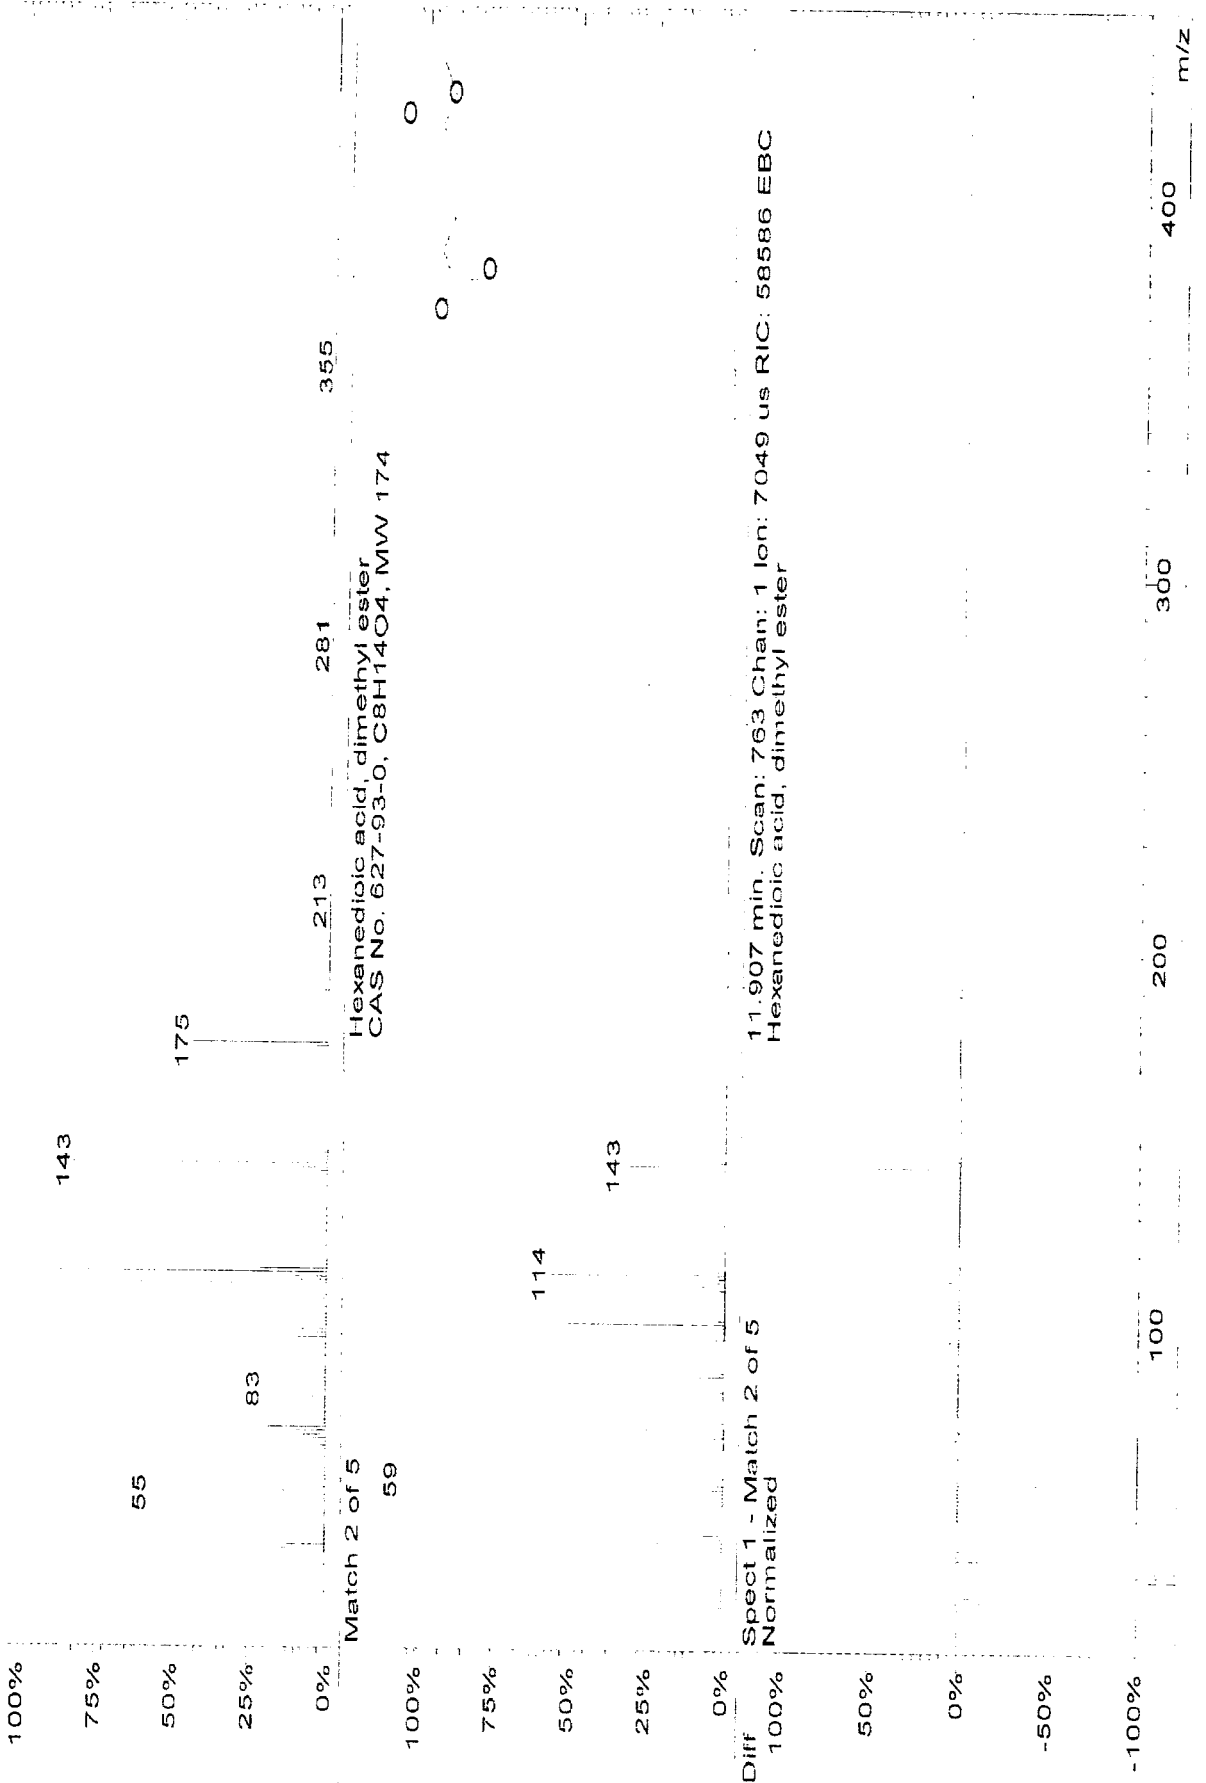 100%
75%
50%
25%
0%
55
83
143
175
213
281
355
Match 2 of 5
Hexanedioic acid, dimethyl ester
CAS No. 627-93-0, C8H14O4, MW 174
100%
75%
50%
25%
0%
59
114
143
O
O
O
O
Diff
Spect 1 - Match 2 of 5
Normalized
11.907 min. Scan: 763 Chan: 1 Ion: 7049 us RIC: 58586 EBC
Hexanedioic acid, dimethyl ester
100%
50%
0%
-50%
-100%
100
200
300
400
m/z